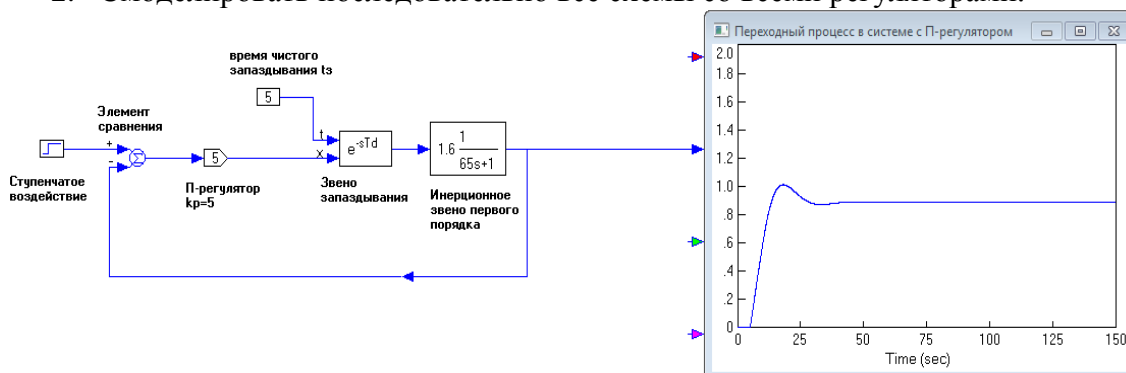 2. Смоделировать последовательно все схемы со всеми регуляторами.
Переходный процесс в системе с П-регулятором
время чистого
запаздывания tз
5
Элемент
сравнения
+
-
Σ
Ступенчатое
воздействие
5
П-регулятор
kp=5
t
x
e-sTd
Звено
запаздывания
1.6 1
65s+1
Инерционное
звено первого
порядка
2.0
1.8
1.6
1.4
1.2
1.0
.8
.6
.4
.2
0
0 25 50 75 100 125 150
Time (sec)